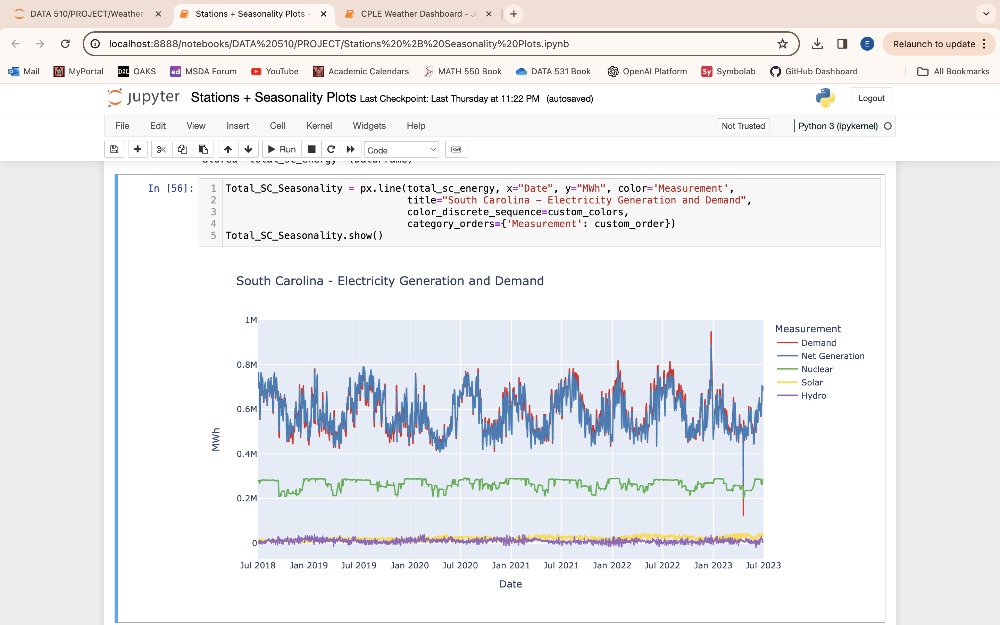 DATA 510/PROJECT/Weather
Stations + Seasonality Plots -
CPLE Weather Dashboard - Ju
localhost:8888/notebooks/DATA%20510/PROJECT/Stations%20%2B%20Seasonality%20Plots.ipynb
E
Relaunch to update
Mail
MyPortal
D2L OAKS
ed MSDA Forum
YouTube
Academic Calendars
MATH 550 Book
DATA 531 Book
OpenAI Platform
Sy Symbolab
GitHub Dashboard
All Bookmarks
jupyter Stations + Seasonality Plots Last Checkpoint: Last Thursday at 11:22 PM (autosaved)
Logout
File Edit View Insert Cell Kernel Widgets Help
Not Trusted
Python 3 (ipykernel)
Run
Code
Stored 'total_sc_energy' (DataFrame)
In [56]:
1 Total_SC_Seasonality = px.line(total_sc_energy, x="Date", y="MWh", color='Measurement',
2 title="South Carolina - Electricity Generation and Demand",
3 color_discrete_sequence=custom_colors,
4 category_orders={'Measurement': custom_order})
5 Total_SC_Seasonality.show()
South Carolina - Electricity Generation and Demand
1M
0.8M
0.6M
0.4M
0.2M
0
MWh
Jul 2018 Jan 2019 Jul 2019 Jan 2020 Jul 2020 Jan 2021 Jul 2021 Jan 2022 Jul 2022 Jan 2023 Jul 2023
Date
Measurement
Demand
Net Generation
Nuclear
Solar
Hydro